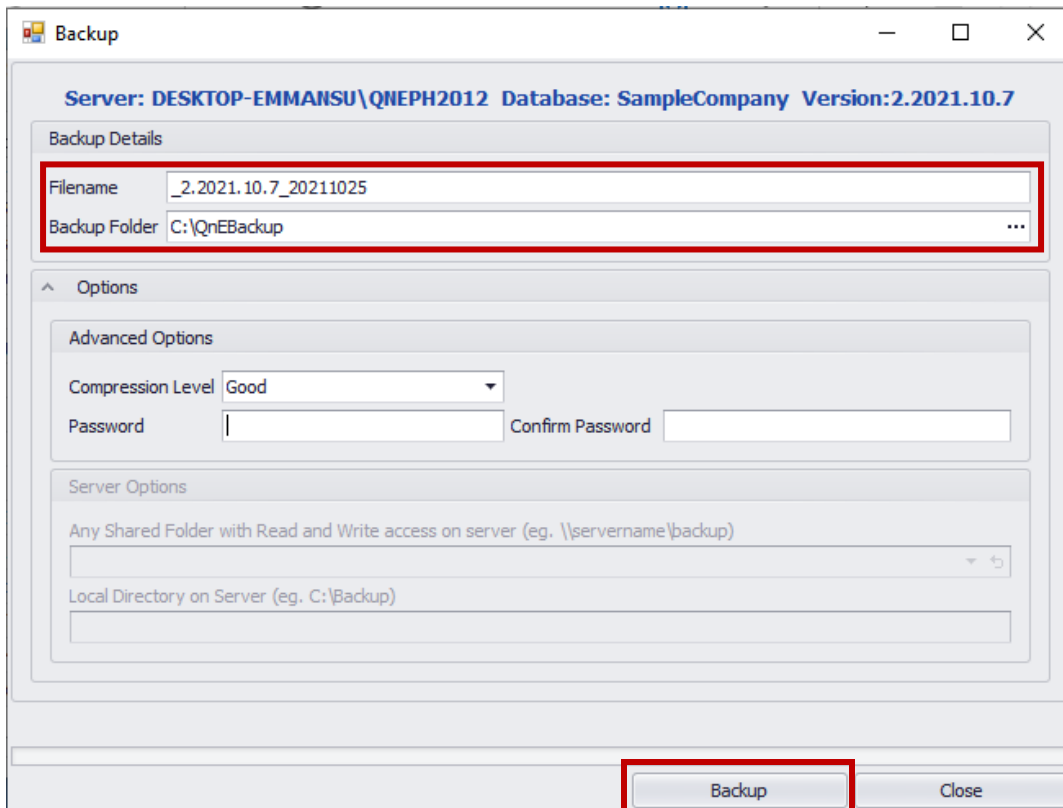 Backup
Server: DESKTOP-EMMANSU\QNEPH2012 Database: SampleCompany Version:2.2021.10.7
Backup Details
Filename _2.2021.10.7_20211025
Backup Folder C:\QnEBackup ...
Options
Advanced Options
Compression Level Good
Password Confirm Password
Server Options
Any Shared Folder with Read and Write access on server (eg. \\servername\backup)
Local Directory on Server (eg. C:\Backup)
Backup Close